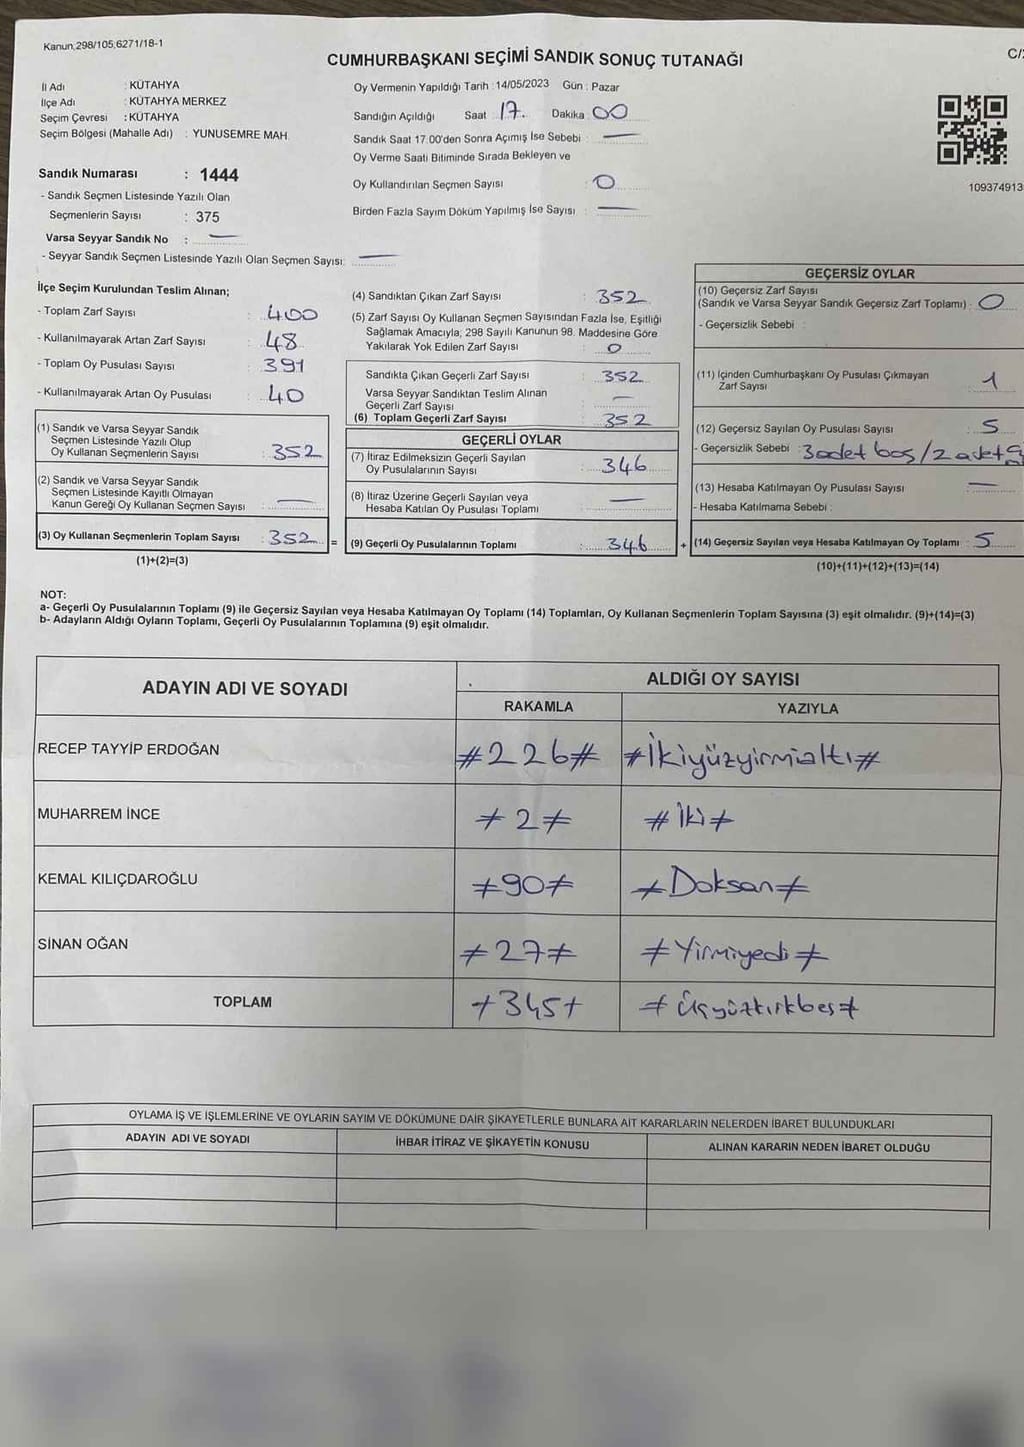 Kanun,298/105,6271/18-1
CUMHURBAŞKANI SEÇİMİ SANDIK SONUÇ TUTANAĞI
İl Adı : KÜTAHYA
İlçe Adı : KÜTAHYA MERKEZ
Seçim Çevresi : KÜTAHYA
Seçim Bölgesi (Mahalle Adı) : YUNUSEMRE MAH.
Sandık Numarası : 1444
- Sandık Seçmen Listesinde Yazılı Olan
Seçmenlerin Sayısı : 375
Varsa Seyyar Sandık No : —
- Seyyar Sandık Seçmen Listesinde Yazılı Olan Seçmen Sayısı: —
Oy Vermenin Yapıldığı Tarih : 14/05/2023 Gün : Pazar
Sandığın Açıldığı Saat : 17. Dakika : 00
Sandık Saat 17.00'den Sonra Açımış İse Sebebi : —
Oy Verme Saati Bitiminde Sırada Bekleyen ve
Oy Kullandırılan Seçmen Sayısı : 0
Birden Fazla Sayım Döküm Yapılmış İse Sayısı : —
109374913
İlçe Seçim Kurulundan Teslim Alınan;
- Toplam Zarf Sayısı : 400
- Kullanılmayarak Artan Zarf Sayısı : 48
- Toplam Oy Pusulası Sayısı : 391
- Kullanılmayarak Artan Oy Pusulası : 40
(1) Sandık ve Varsa Seyyar Sandık
Seçmen Listesinde Yazılı Olup
Oy Kullanan Seçmenlerin Sayısı : 352
(2) Sandık ve Varsa Seyyar Sandık
Seçmen Listesinde Kayıtlı Olmayan
Kanun Gereği Oy Kullanan Seçmen Sayısı : —
(3) Oy Kullanan Seçmenlerin Toplam Sayısı : 352 =
(1)+(2)=(3)
(4) Sandıktan Çıkan Zarf Sayısı : 352
(5) Zarf Sayısı Oy Kullanan Seçmen Sayısından Fazla İse, Eşitliği
Sağlamak Amacıyla; 298 Sayılı Kanunun 98. Maddesine Göre
Yakılarak Yok Edilen Zarf Sayısı : 0
Sandıkta Çıkan Geçerli Zarf Sayısı : 352
Varsa Seyyar Sandıktan Teslim Alınan
Geçerli Zarf Sayısı : —
(6) Toplam Geçerli Zarf Sayısı : 352
GEÇERLİ OYLAR
(7) İtiraz Edilmeksizin Geçerli Sayılan
Oy Pusulalarının Sayısı : 346
(8) İtiraz Üzerine Geçerli Sayılan veya
Hesaba Katılan Oy Pusulası Toplamı : —
(9) Geçerli Oy Pusulalarının Toplamı : 346 +
GEÇERSİZ OYLAR
(10) Geçersiz Zarf Sayısı
(Sandık ve Varsa Seyyar Sandık Geçersiz Zarf Toplamı) : 0
- Geçersizlik Sebebi :
(11) İçinden Cumhurbaşkanı Oy Pusulası Çıkmayan
Zarf Sayısı : 1
(12) Geçersiz Sayılan Oy Pusulası Sayısı : 5
- Geçersizlik Sebebi : 3 adet boş / 2 adet
(13) Hesaba Katılmayan Oy Pusulası Sayısı : —
- Hesaba Katılmama Sebebi :
(14) Geçersiz Sayılan veya Hesaba Katılmayan Oy Toplamı : 5
(10)+(11)+(12)+(13)=(14)
NOT:
a- Geçerli Oy Pusulalarının Toplamı (9) ile Geçersiz Sayılan veya Hesaba Katılmayan Oy Toplamı (14) Toplamları, Oy Kullanan Seçmenlerin Toplam Sayısına (3) eşit olmalıdır. (9)+(14)=(3)
b- Adayların Aldığı Oyların Toplamı, Geçerli Oy Pusulalarının Toplamına (9) eşit olmalıdır.
ADAYIN ADI VE SOYADI ALDIĞI OY SAYISI
RAKAMLA YAZIYLA
RECEP TAYYİP ERDOĞAN #226# #İkiyüzyirmialtı#
MUHARREM İNCE #2# #İki#
KEMAL KILIÇDAROĞLU #90# #Doksan#
SİNAN OĞAN #27# #Yirmiyedi#
TOPLAM +345+ #Üçyüzkırkbeş#
OYLAMA İŞ VE İŞLEMLERİNE VE OYLARIN SAYIM VE DÖKÜMÜNE DAİR ŞİKAYETLERLE BUNLARA AİT KARARLARIN NELERDEN İBARET BULUNDUKLARI
ADAYIN ADI VE SOYADI İHBAR İTİRAZ VE ŞİKAYETİN KONUSU ALINAN KARARIN NEDEN İBARET OLDUĞU